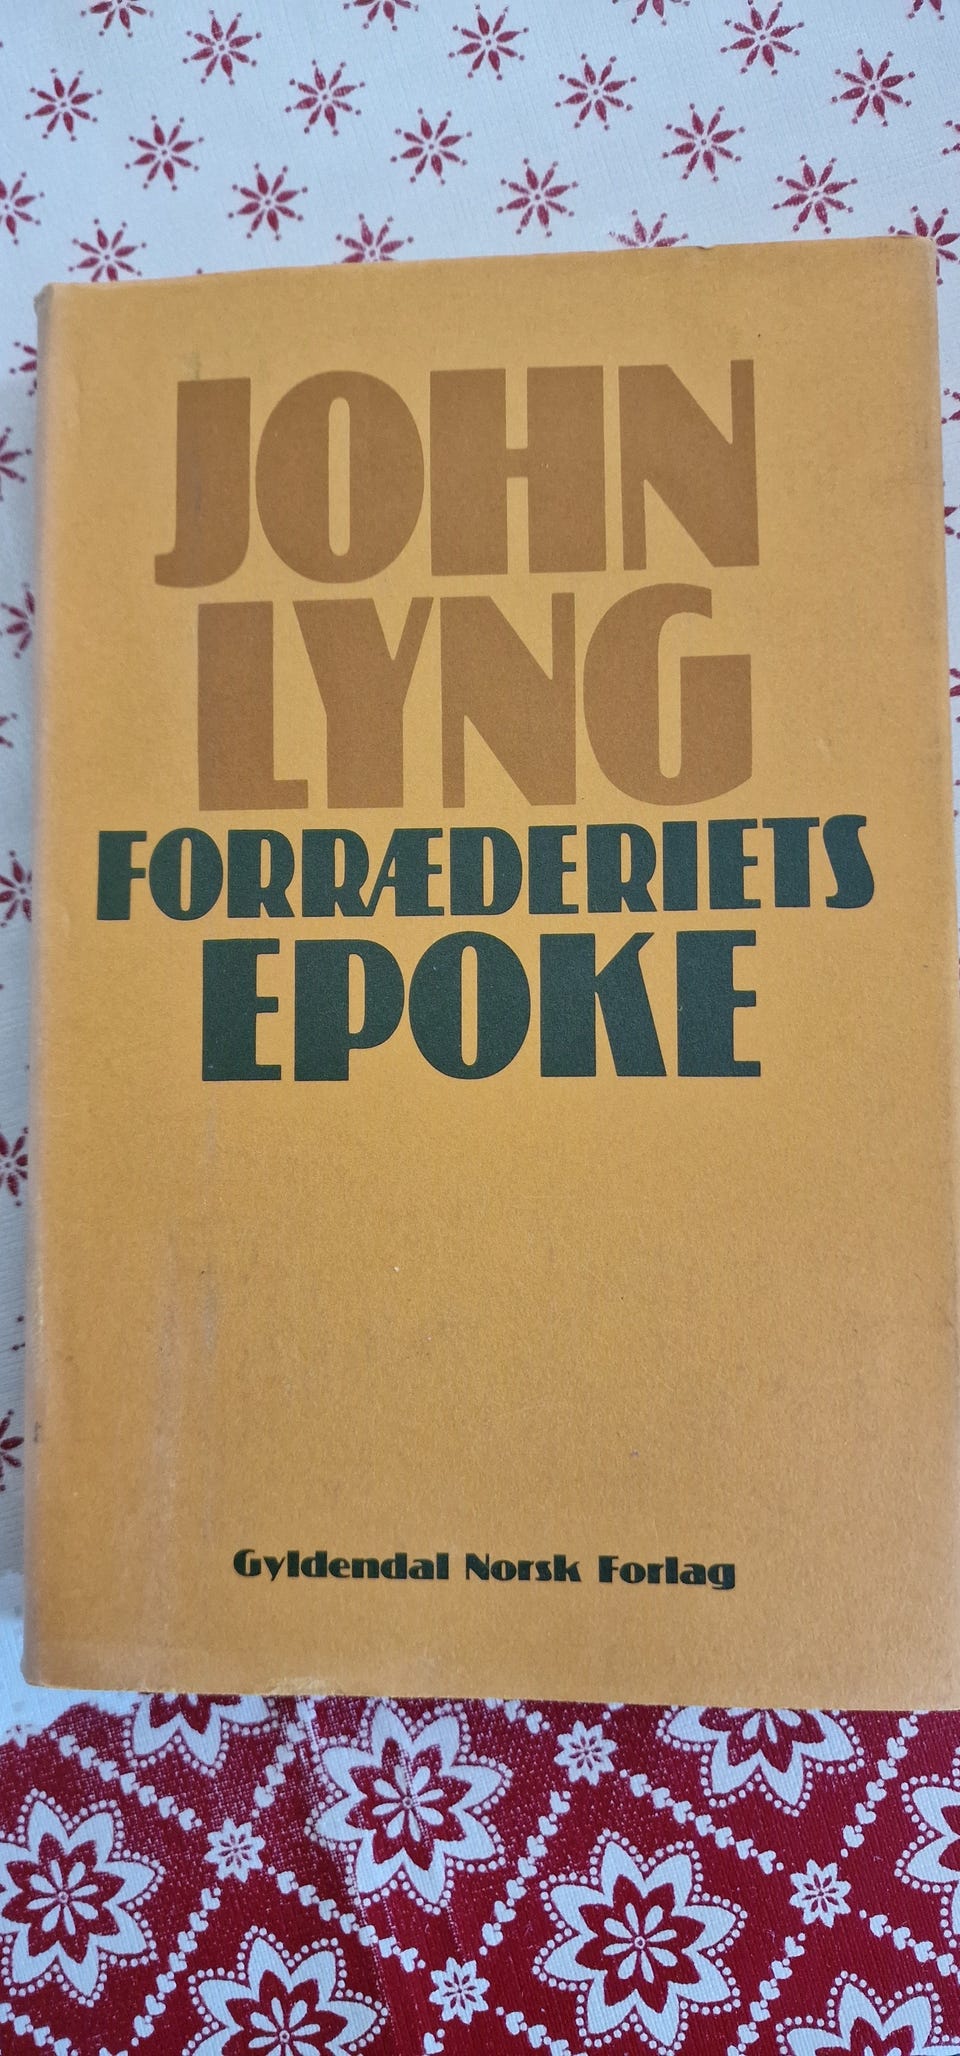 JOHN
LYNG
FORRÆDERIETS
EPOKE
Gyldendal Norsk Forlag